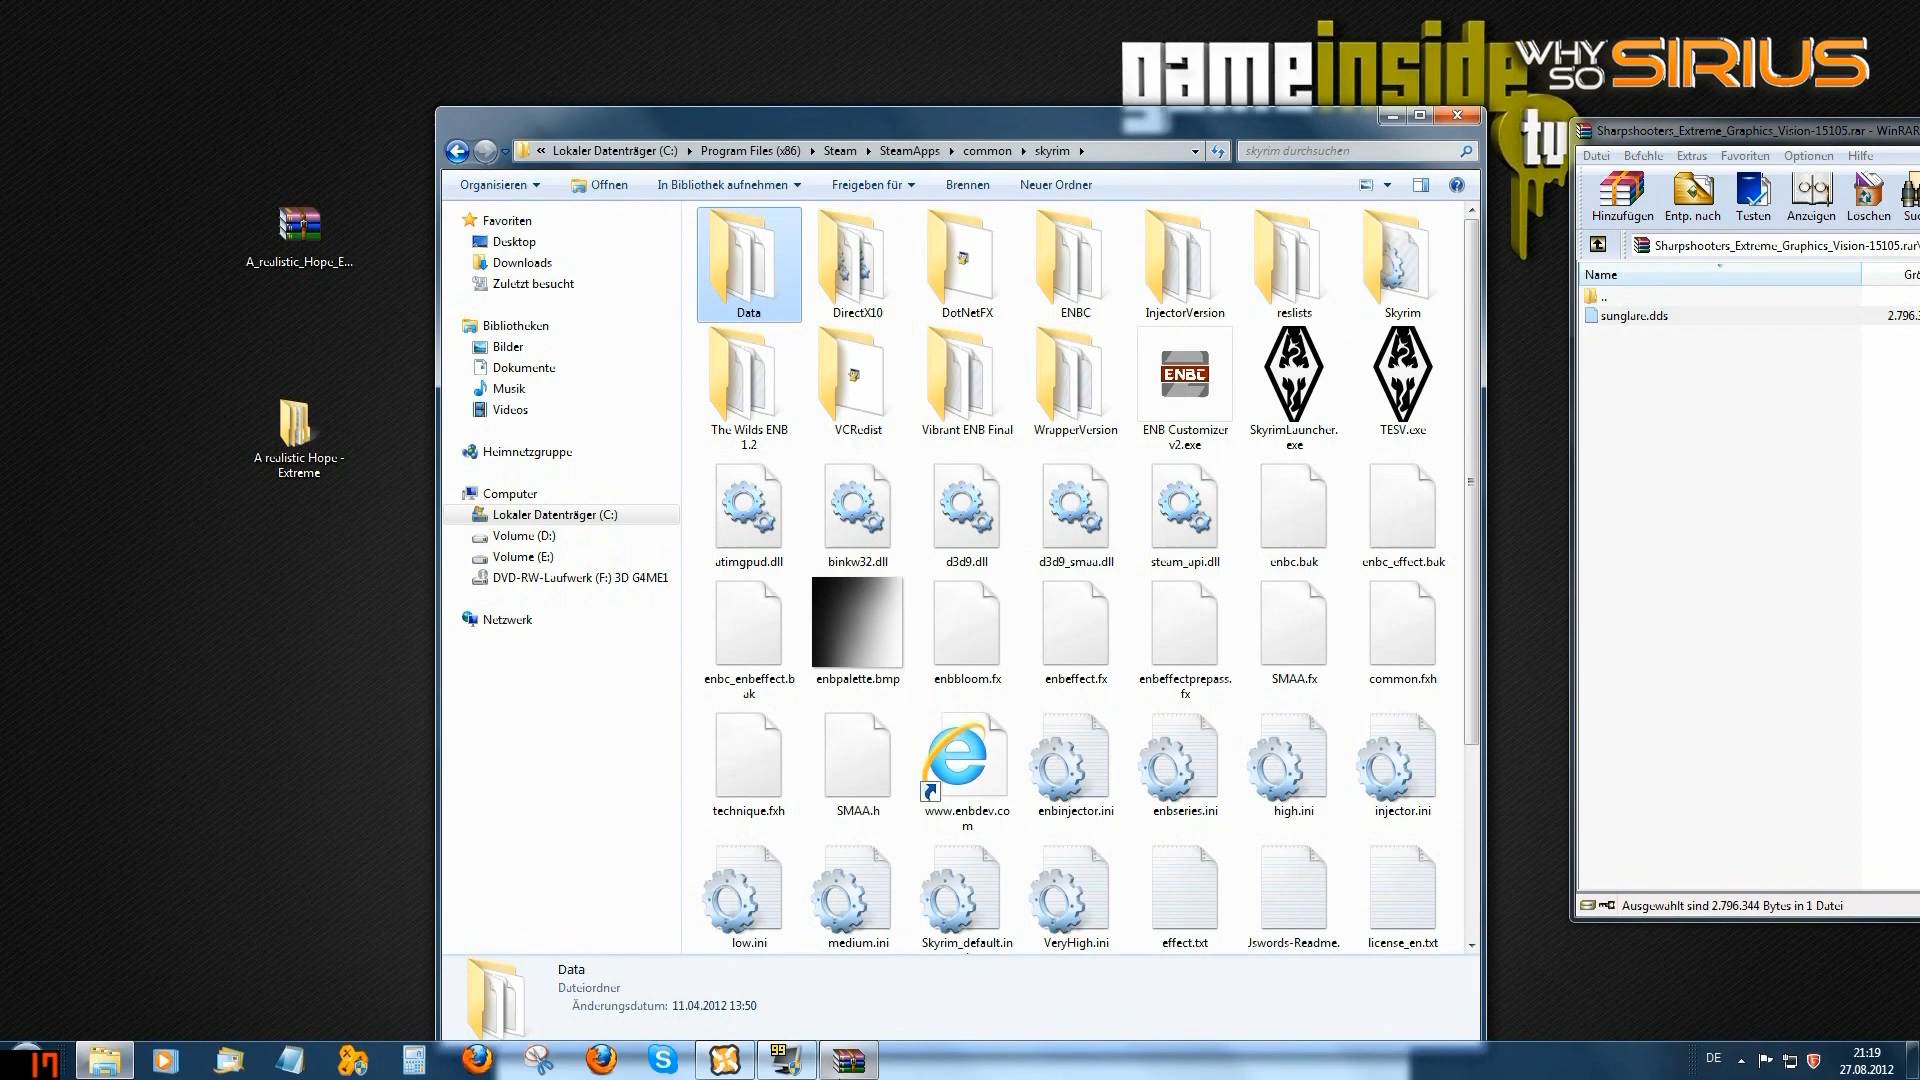 gameinside
tv
WHY
SO
SIRIUS
A_realistic_Hope_E...
A realistic Hope -
Extreme
« Lokaler Datenträger (C:) ▸ Program Files (x86) ▸ Steam ▸ SteamApps ▸ common ▸ skyrim ▸
skyrim durchsuchen
Organisieren
Öffnen
In Bibliothek aufnehmen
Freigeben für
Brennen
Neuer Ordner
Favoriten
Desktop
Downloads
Zuletzt besucht
Bibliotheken
Bilder
Dokumente
Musik
Videos
Heimnetzgruppe
Computer
Lokaler Datenträger (C:)
Volume (D:)
Volume (E:)
DVD-RW-Laufwerk (F:) 3D G4ME1
Netzwerk
Data
DirectX10
DotNetFX
ENBC
InjectorVersion
reslists
Skyrim
The Wilds ENB
1.2
VCRedist
Vibrant ENB Final
WrapperVersion
ENBC
ENB Customizer
v2.exe
SkyrimLauncher.
exe
TESV.exe
atimgpud.dll
binkw32.dll
d3d9.dll
d3d9_smaa.dll
steam_api.dll
enbc.bak
enbc_effect.bak
enbc_enbeffect.b
ak
enbpalette.bmp
enbbloom.fx
enbeffect.fx
enbeffectprepass.
fx
SMAA.fx
common.fxh
technique.fxh
SMAA.h
www.enbdev.co
m
enbinjector.ini
enbseries.ini
high.ini
injector.ini
low.ini
medium.ini
Skyrim_default.in
VeryHigh.ini
effect.txt
Jswords-Readme.
license_en.txt
Data
Dateiordner
Änderungsdatum: 11.04.2012 13:50
Sharpshooters_Extreme_Graphics_Vision-15105.rar - WinRAR
Datei
Befehle
Extras
Favoriten
Optionen
Hilfe
Hinzufügen
Entp. nach
Testen
Anzeigen
Löschen
Sharpshooters_Extreme_Graphics_Vision-15105.rar\
Name
Grö
..
sunglare.dds
2.796.3
Ausgewählt sind 2.796.344 Bytes in 1 Datei
17
99
DE
21:19
27.08.2012